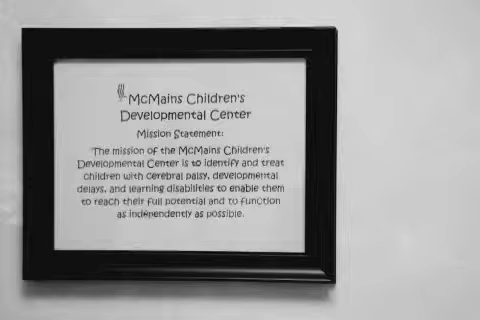 McMains Children's
Developmental Center
Mission Statement:
"The mission of the McMains Children's
Developmental Center is to identify and treat
children with cerebral palsy, developmental
delays, and learning disabilities to enable them
to reach their full potential and to function
as independently as possible.